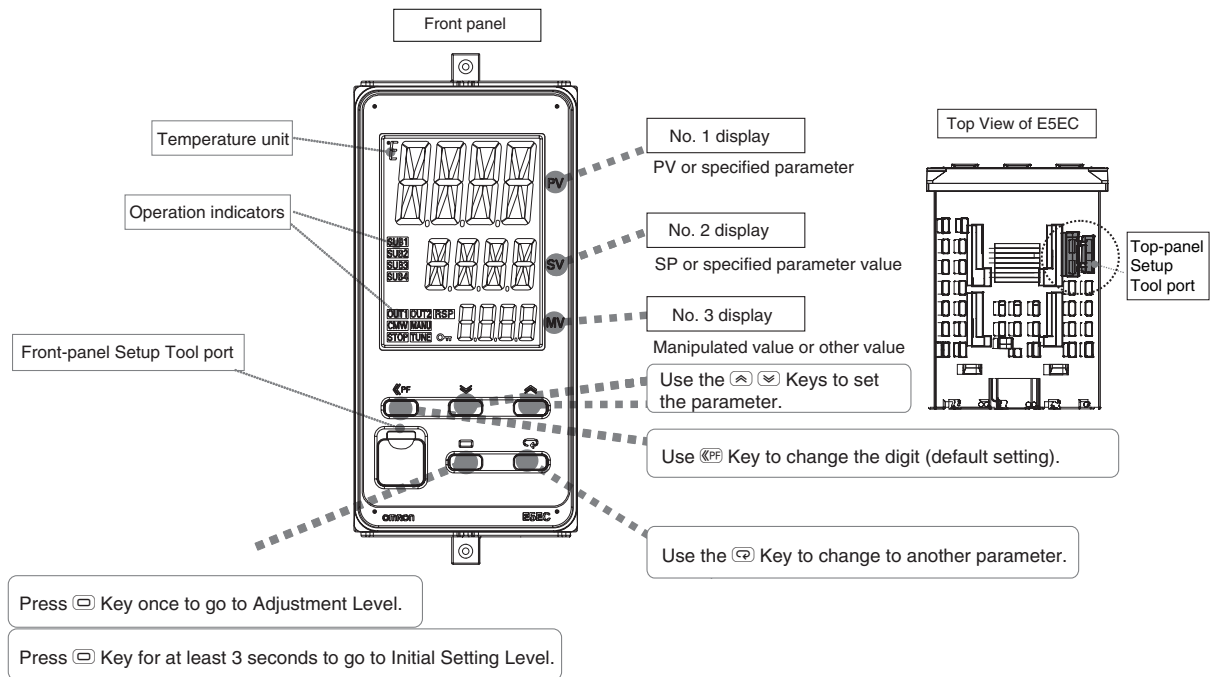 Front panel
Temperature unit
Operation indicators
Front-panel Setup Tool port
PV
SUB1
SUB2
SUB3
SUB4
SV
OUT1 OUT2 RSP
CMW MANU
STOP TUNE
MV
PF
omron E5EC
No. 1 display
PV or specified parameter
No. 2 display
SP or specified parameter value
No. 3 display
Manipulated value or other value
Use the Keys to set
the parameter.
Use PF Key to change the digit (default setting).
Use the Key to change to another parameter.
Press Key once to go to Adjustment Level.
Press Key for at least 3 seconds to go to Initial Setting Level.
Top View of E5EC
Top-panel
Setup
Tool port